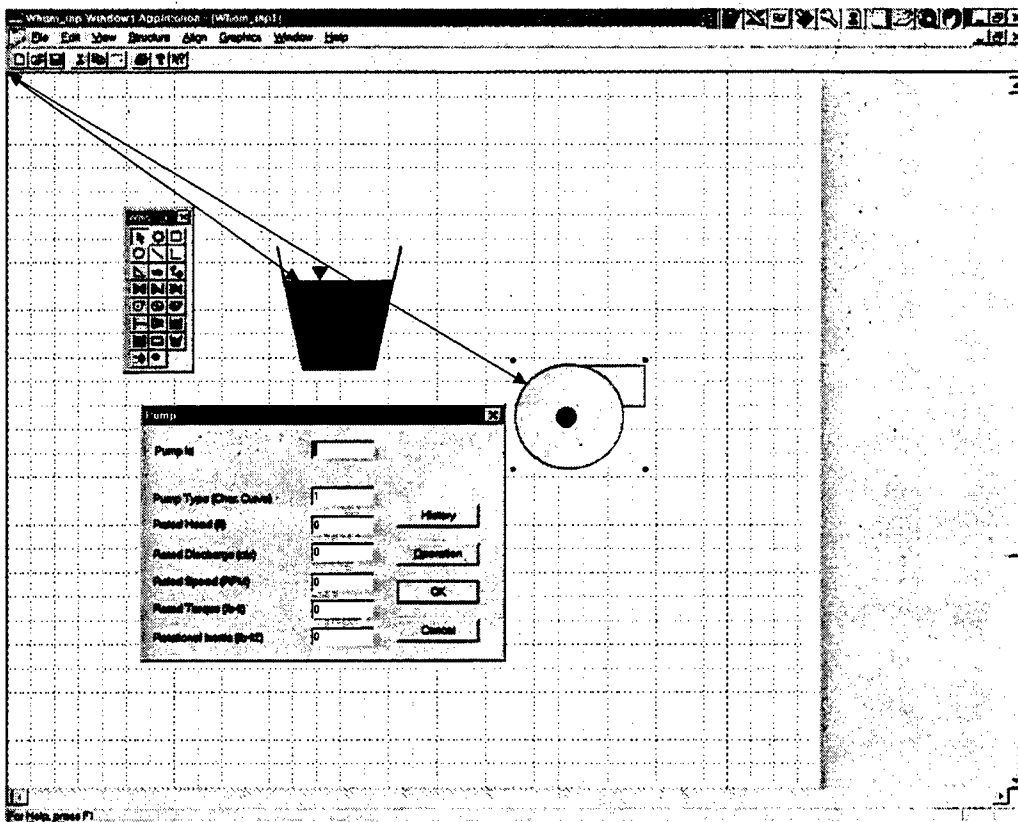 Whom_inp Windows Application - [Whom_inp1]
File Edit View Structure Align Graphics Window Help
Pump
Pump Id
Pump Type (Char. Curve) 1
History
Rated Head (ft) 0
Rated Discharge (cfs) 0
Operation
Rated Speed (RPM) 0
OK
Rated Torque (lb-ft) 0
Rotational Inertia (lb-ft2) 0
Cancel
For Help, press F1